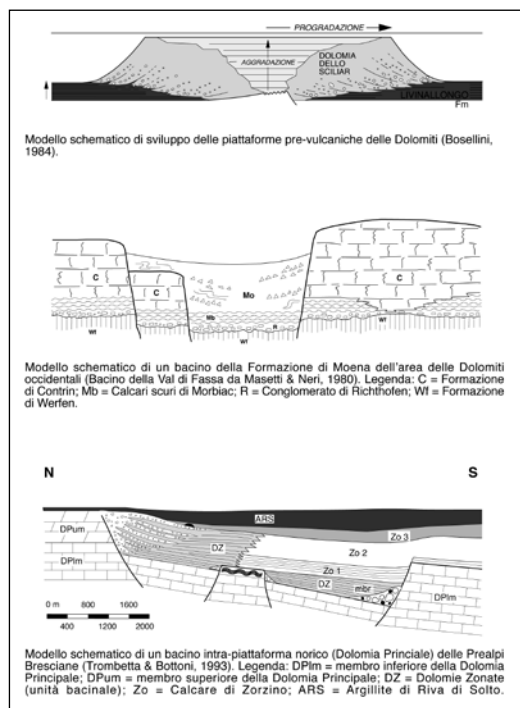 PROGRADAZIONE
AGGRADAZIONE
DOLOMIA
DELLO
SCILIAR
LIVINALLONGO
Fm
Modello schematico di sviluppo delle piattaforme pre-vulcaniche delle Dolomiti (Bosellini,
1984).
C
C
Mo
C
Mb
R
Wf
Wf
Wf
Modello schematico di un bacino della Formazione di Moena dell'area delle Dolomiti
occidentali (Bacino della Val di Fassa da Masetti & Neri, 1980). Legenda: C = Formazione
di Contrin; Mb = Calcari scuri di Morbiac; R = Conglomerato di Richthofen; Wf = Formazione
di Werfen.
N S
DPum
ARS
Zo 3
DZ
Zo 2
DPlm
Zo 1
DZ
mbr
DPlm
0 m 800 1600
400 1200 2000
Modello schematico di un bacino intra-piattaforma norico (Dolomia Princiale) delle Prealpi
Bresciane (Trombetta & Bottoni, 1993). Legenda: DPlm = membro inferiore della Dolomia
Principale; DPum = membro superiore della Dolomia Principale; DZ = Dolomie Zonate
(unità bacinale); Zo = Calcare di Zorzino; ARS = Argillite di Riva di Solto.